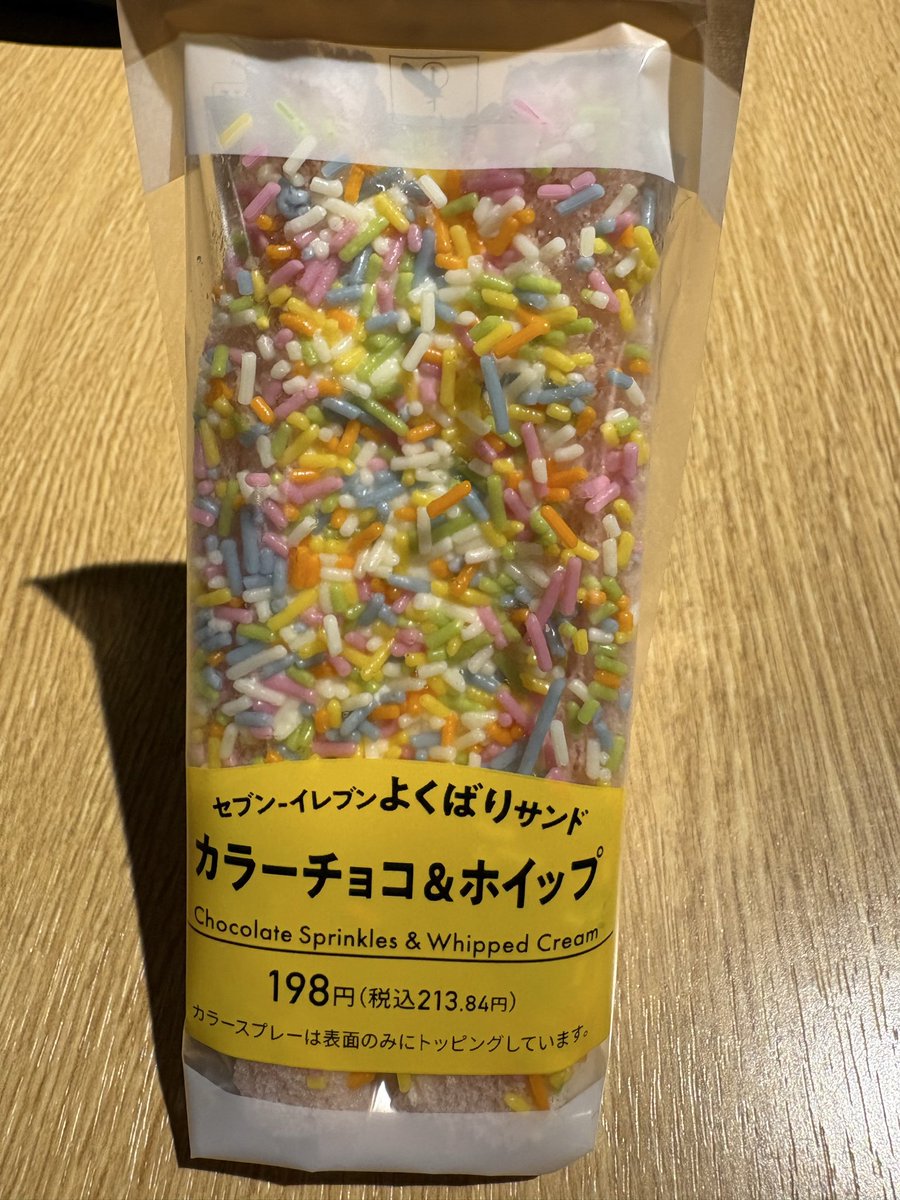 セブン-イレブンよくばりサンド
カラーチョコ&ホイップ
Chocolate Sprinkles & Whipped Cream
198円(税込213.84円)
カラースプレーは表面のみにトッピングしています。